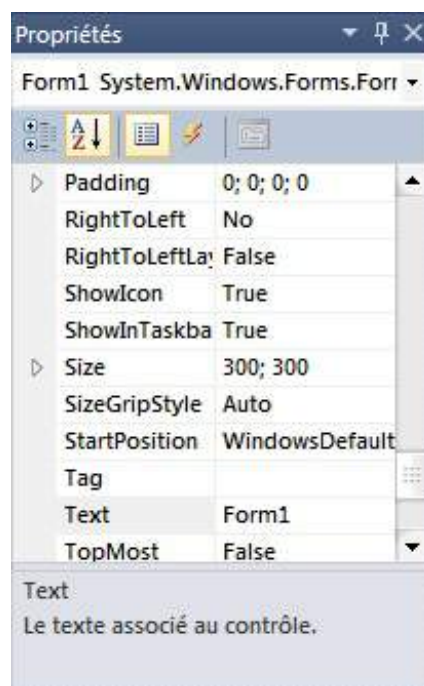 Propriétés
Form1 System.Windows.Forms.Forr
A
Z
Padding 0; 0; 0; 0
RightToLeft No
RightToLeftLay False
ShowIcon True
ShowInTaskba True
Size 300; 300
SizeGripStyle Auto
StartPosition WindowsDefault
Tag
Text Form1
TopMost False
Text
Le texte associé au contrôle.